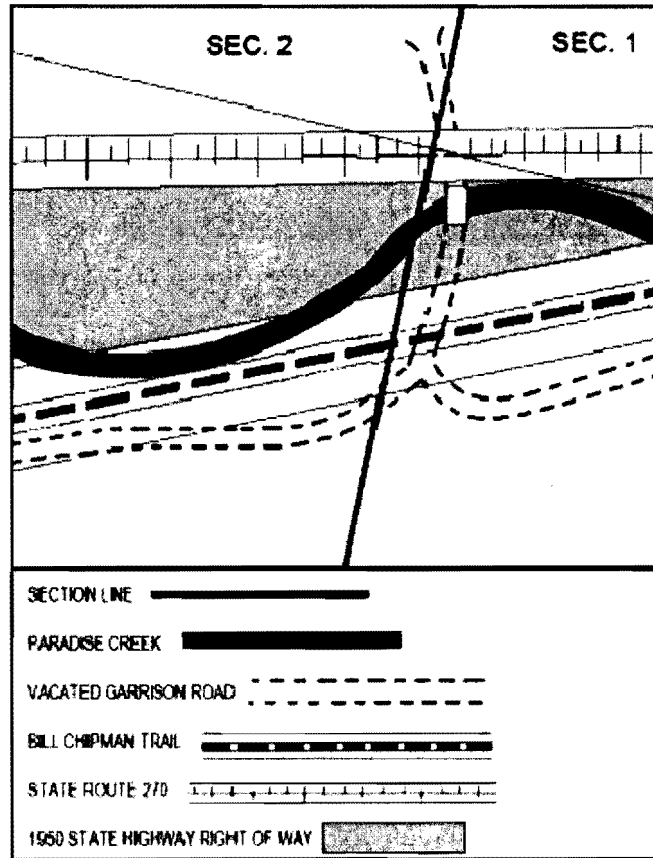 SEC. 2
SEC. 1
SECTION LINE
PARADISE CREEK
VACATED GARRISON ROAD
BILL CHIPMAN TRAIL
STATE ROUTE 270
1950 STATE HIGHWAY RIGHT OF WAY